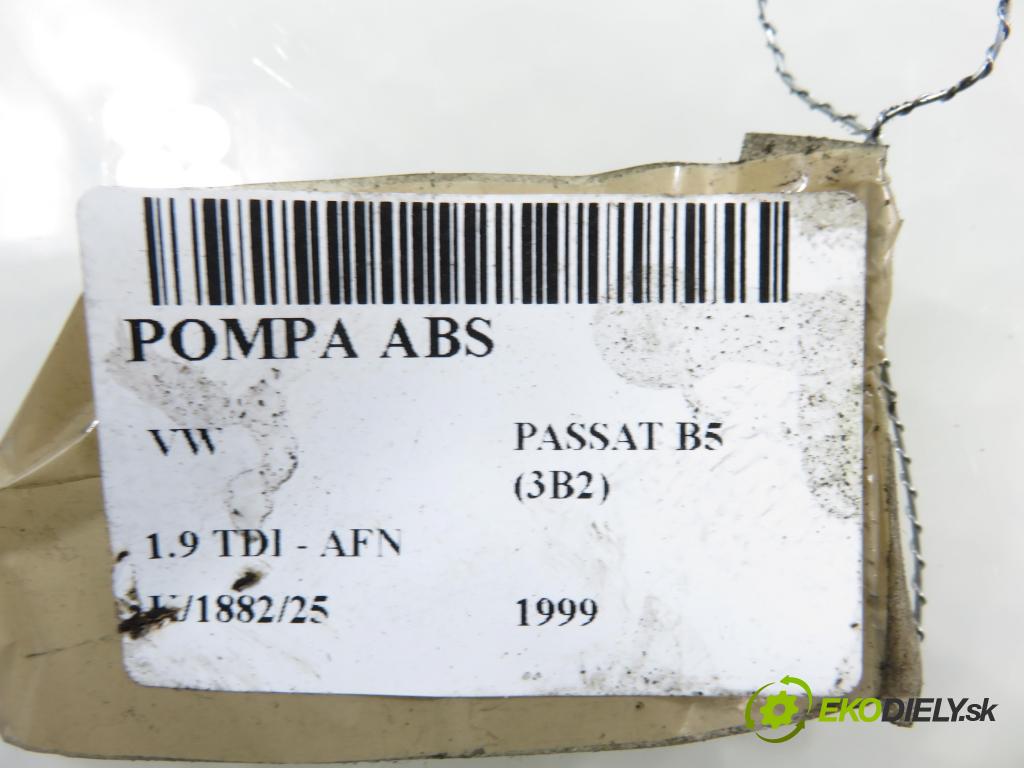 POMPA ABS
VW PASSAT B5
(3B2)
1.9 TDI - AFN
/1882/25 1999
EKODIELY.sk